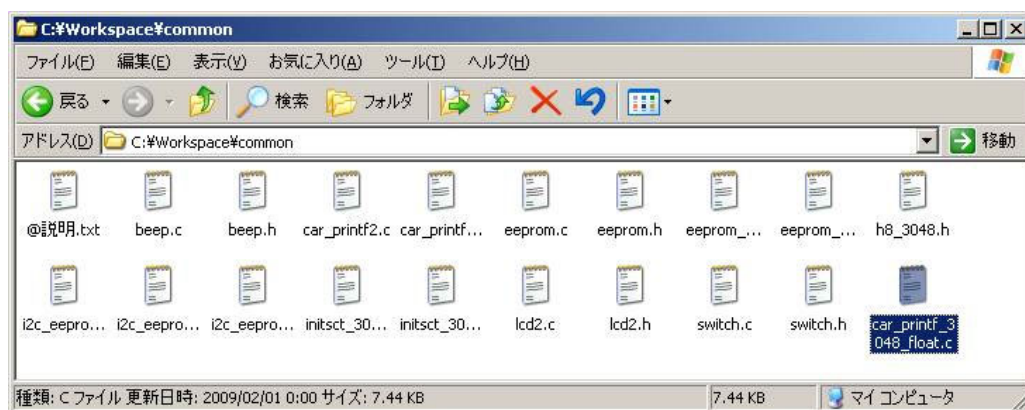 C:¥Workspace¥common
ファイル(F) 編集(E) 表示(V) お気に入り(A) ツール(T) ヘルプ(H)
戻る 検索 フォルダ
アドレス(D) C:¥Workspace¥common 移動
@説明.txt beep.c beep.h car_printf2.c car_printf... eeprom.c eeprom.h eeprom_... eeprom_... h8_3048.h
i2c_eepro... i2c_eepro... i2c_eepro... initsct_30... initsct_30... lcd2.c lcd2.h switch.c switch.h car_printf_3
048_float.c
種類: C ファイル 更新日時: 2009/02/01 0:00 サイズ: 7.44 KB 7.44 KB マイ コンピュータ